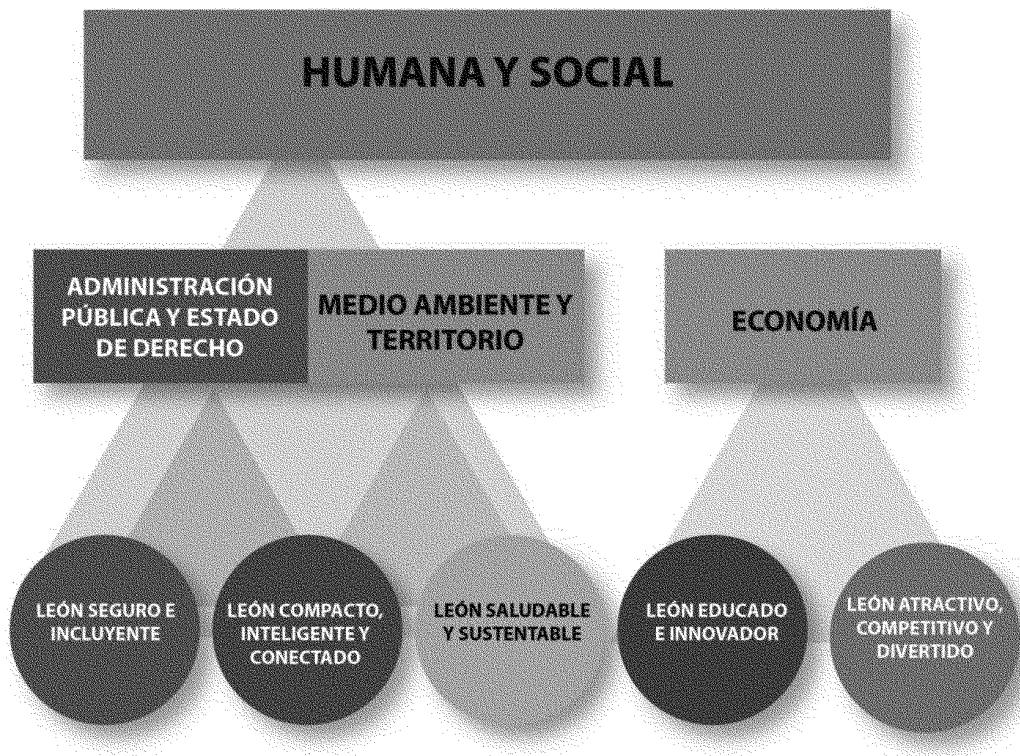 HUMANA Y SOCIAL
ADMINISTRACIÓN
PÚBLICA Y ESTADO
DE DERECHO
MEDIO AMBIENTE Y
TERRITORIO
ECONOMÍA
LEÓN SEGURO E
INCLUYENTE
LEÓN COMPACTO,
INTELIGENTE Y
CONECTADO
LEÓN SALUDABLE
Y SUSTENTABLE
LEÓN EDUCADO
E INNOVADOR
LEÓN ATRACTIVO,
COMPETITIVO Y
DIVERTIDO